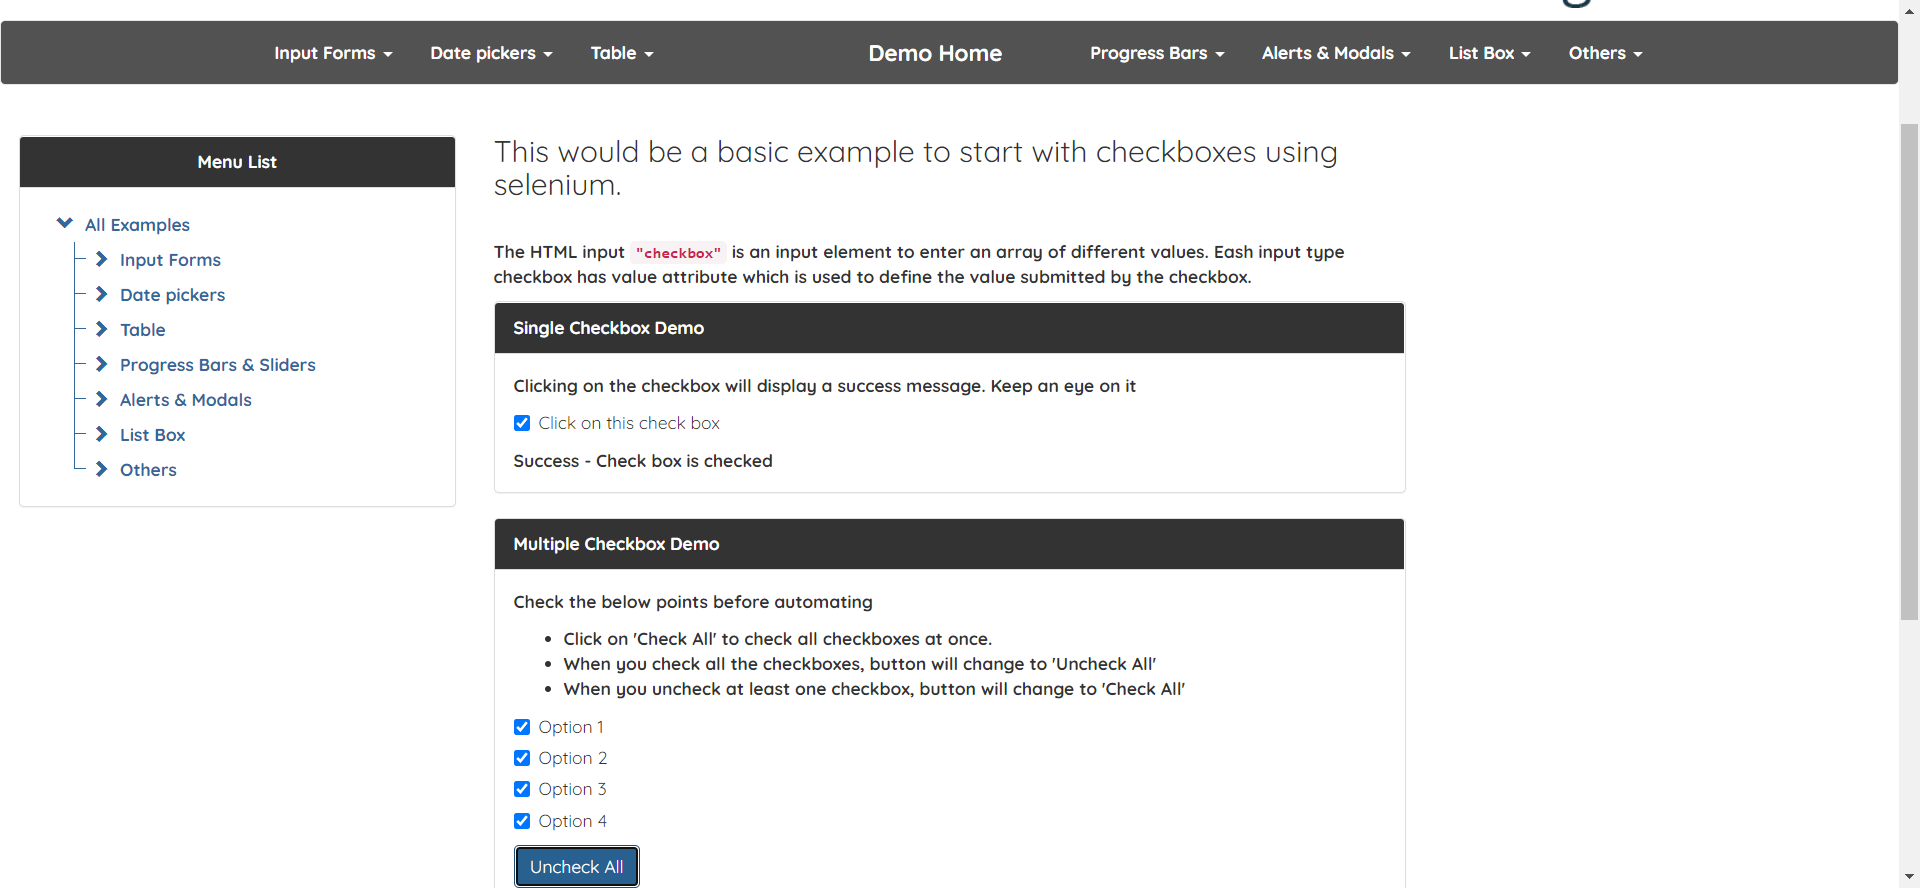 Input Forms
Date pickers
Table
Demo Home
Progress Bars
Alerts & Modals
List Box
Others
Menu List
All Examples
Input Forms
Date pickers
Table
Progress Bars & Sliders
Alerts & Modals
List Box
Others
This would be a basic example to start with checkboxes using
selenium.
The HTML input "checkbox" is an input element to enter an array of different values. Eash input type
checkbox has value attribute which is used to define the value submitted by the checkbox.
Single Checkbox Demo
Clicking on the checkbox will display a success message. Keep an eye on it
Click on this check box
Success - Check box is checked
Multiple Checkbox Demo
Check the below points before automating
Click on 'Check All' to check all checkboxes at once.
When you check all the checkboxes, button will change to 'Uncheck All'
When you uncheck at least one checkbox, button will change to 'Check All'
Option 1
Option 2
Option 3
Option 4
Uncheck All